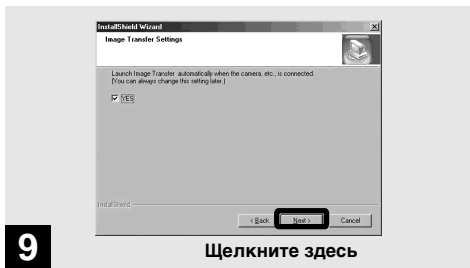 InstallShield Wizard
Image Transfer Settings
Launch Image Transfer automatically when the camera, etc., is connected.
(You can always change this setting later.)
YES
InstallShield
< Back Next > Cancel
9
Щелкните здесь